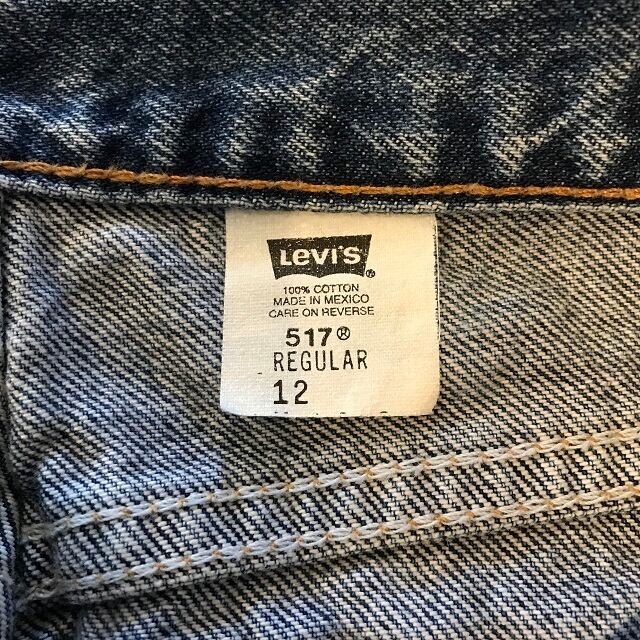 LEVI'S®
100% COTTON
MADE IN MEXICO
CARE ON REVERSE
517®
REGULAR
12